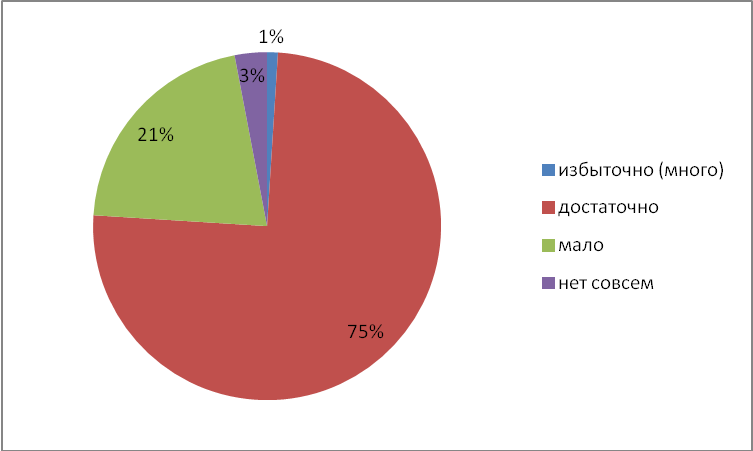 1%
3%
21%
75%
избыточно (много)
достаточно
мало
нет совсем